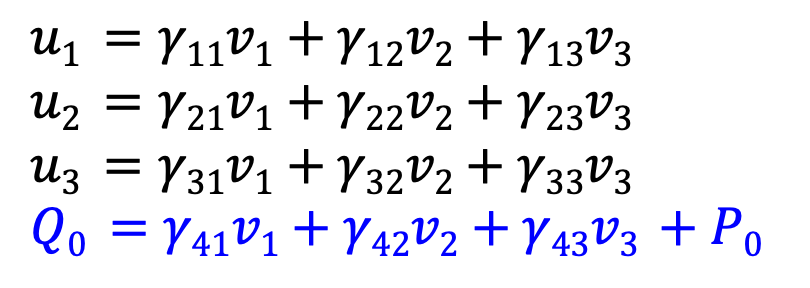 u₁ = γ₁₁v₁ + γ₁₂v₂ + γ₁₃v₃
u₂ = γ₂₁v₁ + γ₂₂v₂ + γ₂₃v₃
u₃ = γ₃₁v₁ + γ₃₂v₂ + γ₃₃v₃
Q₀ = γ₄₁v₁ + γ₄₂v₂ + γ₄₃v₃ + P₀